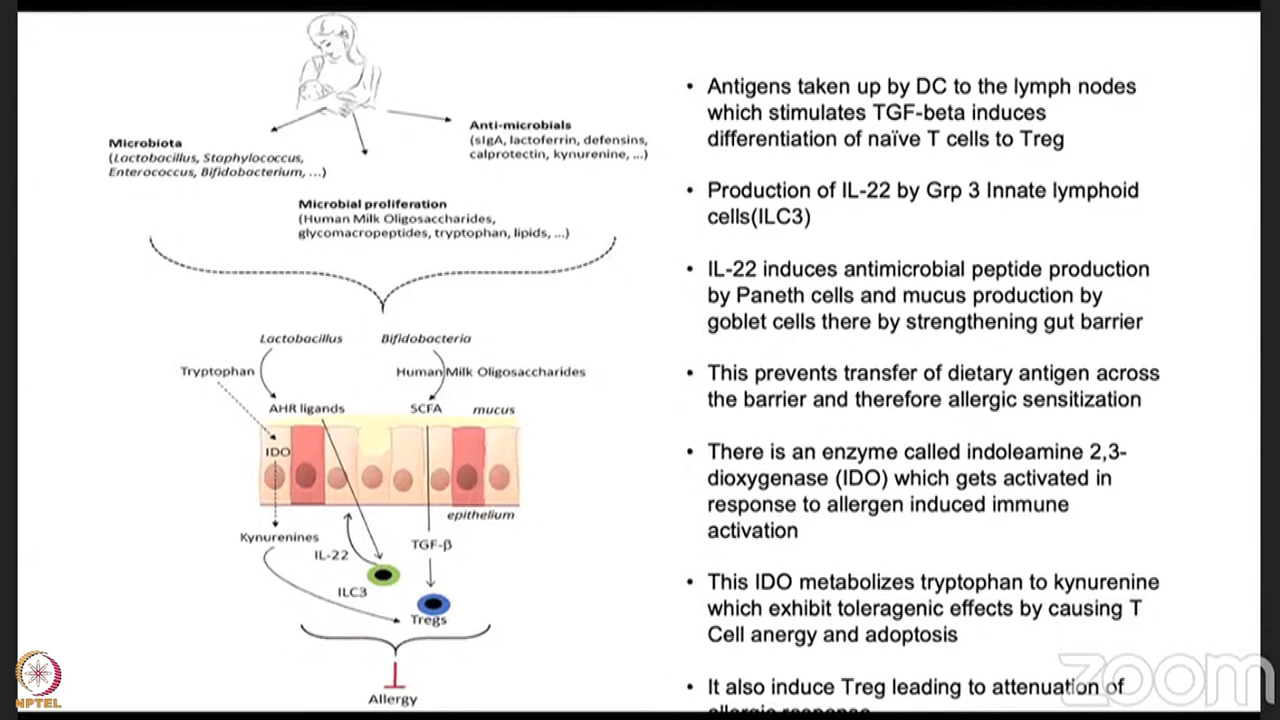 Microbiota
(Lactobacillus, Staphylococcus,
Enterococcus, Bifidobacterium, ...)
Anti-microbials
(sIgA, lactoferrin, defensins,
calprotectin, kynurenine, ...)
Microbial proliferation
(Human Milk Oligosaccharides,
glycomacropeptides, tryptophan, lipids, ...)
Lactobacillus
Bifidobacteria
Tryptophan
Human Milk Oligosaccharides
AHR ligands
SCFA
mucus
IDO
epithelium
Kynurenines
IL-22
TGF-β
ILC3
Tregs
Allergy
• Antigens taken up by DC to the lymph nodes
which stimulates TGF-beta induces
differentiation of naïve T cells to Treg
• Production of IL-22 by Grp 3 Innate lymphoid
cells(ILC3)
• IL-22 induces antimicrobial peptide production
by Paneth cells and mucus production by
goblet cells there by strengthening gut barrier
• This prevents transfer of dietary antigen across
the barrier and therefore allergic sensitization
• There is an enzyme called indoleamine 2,3-
dioxygenase (IDO) which gets activated in
response to allergen induced immune
activation
• This IDO metabolizes tryptophan to kynurenine
which exhibit toleragenic effects by causing T
Cell anergy and adoptosis
• It also induce Treg leading to attenuation of
allergic response
NPTEL
zoom